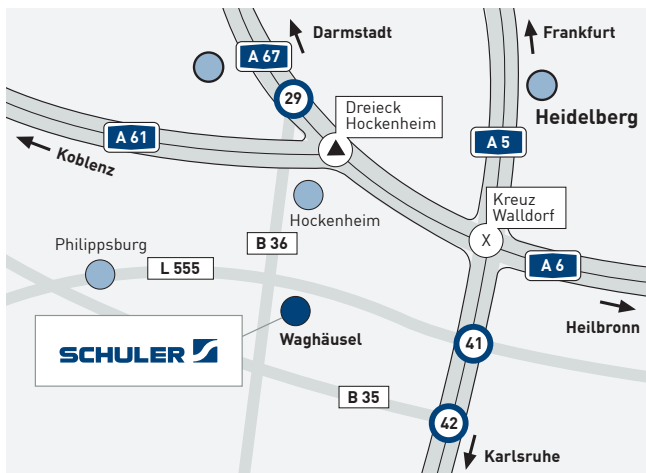 Darmstadt
Frankfurt
A 67
29
Dreieck
Hockenheim
Heidelberg
A 61
A 5
Koblenz
Kreuz
Walldorf
Hockenheim
X
Philippsburg
B 36
L 555
A 6
Heilbronn
Waghäusel
SCHULER
41
B 35
42
Karlsruhe